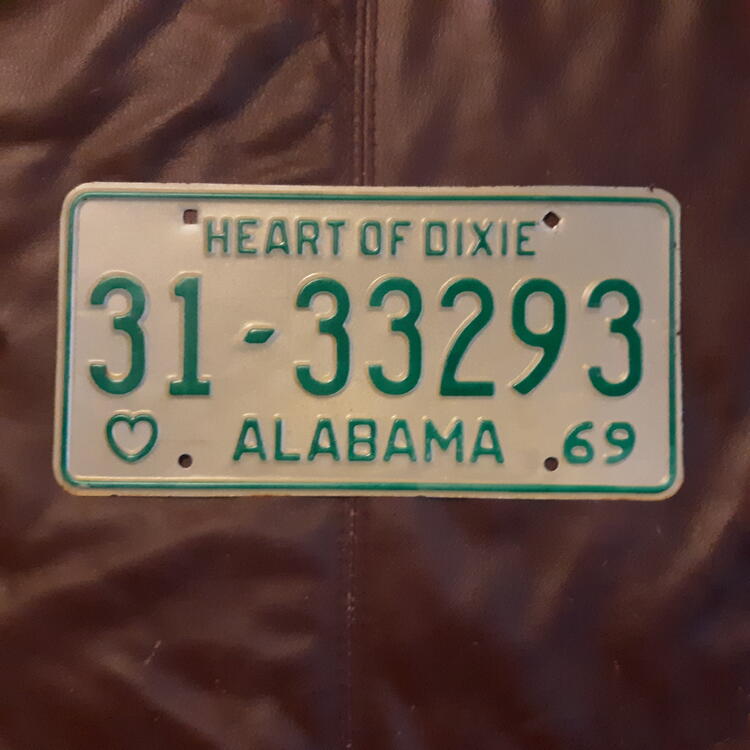 HEART OF DIXIE
31-33293
ALABAMA 69